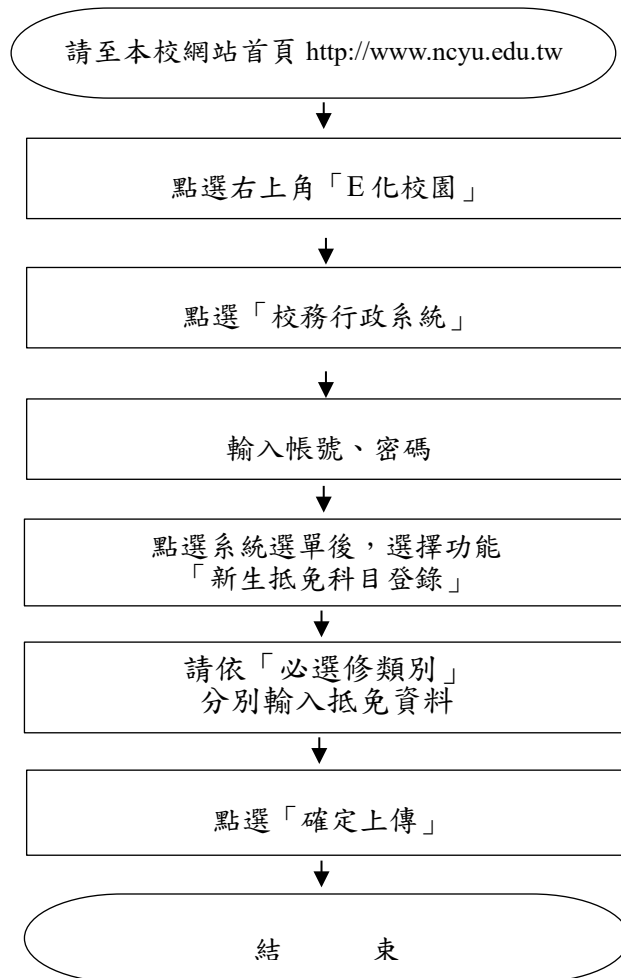 請至本校網站首頁 http://www.ncyu.edu.tw
點選右上角「E化校園」
點選「校務行政系統」
輸入帳號、密碼
點選系統選單後，選擇功能
「新生抵免科目登錄」
請依「必選修類別」
分別輸入抵免資料
點選「確定上傳」
結 束